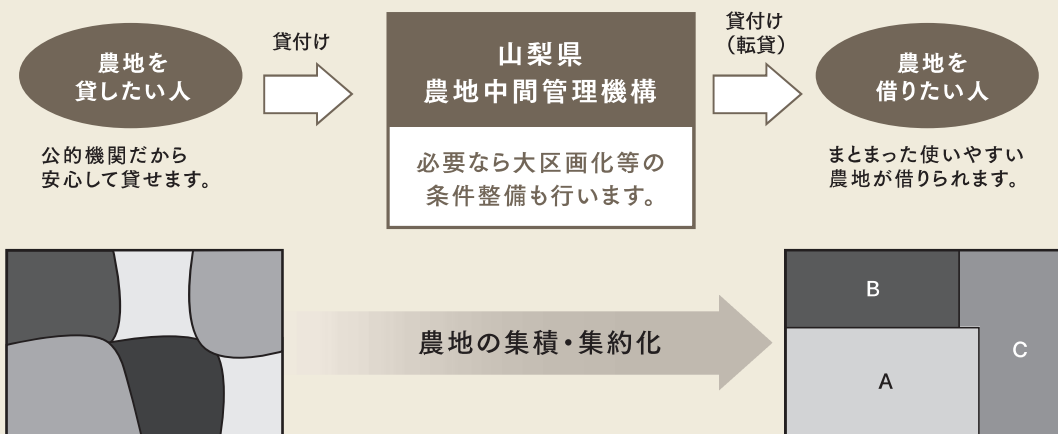 農地を
貸したい人
貸付け
山梨県
農地中間管理機構
貸付け
（転貸）
農地を
借りたい人
公的機関だから
安心して貸せます。
必要なら大区画化等の
条件整備も行います。
まとまった使いやすい
農地が借りられます。
農地の集積・集約化
B
C
A